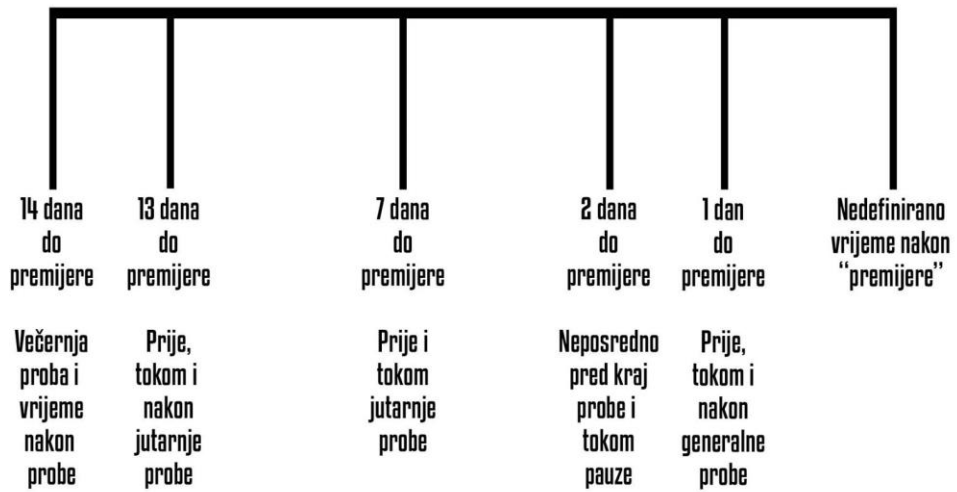 14 dana
do
premijere
Večernja
proba i
vrijeme
nakon
probe
13 dana
do
premijere
Prije,
tokom i
nakon
jutarnje
probe
7 dana
do
premijere
Prije i
tokom
jutarnje
probe
2 dana
do
premijere
Neposredno
pred kraj
probe i
tokom
pauze
1 dan
do
premijere
Prije,
tokom i
nakon
generalne
probe
Nedefinirano
vrijeme nakon
“premijere”